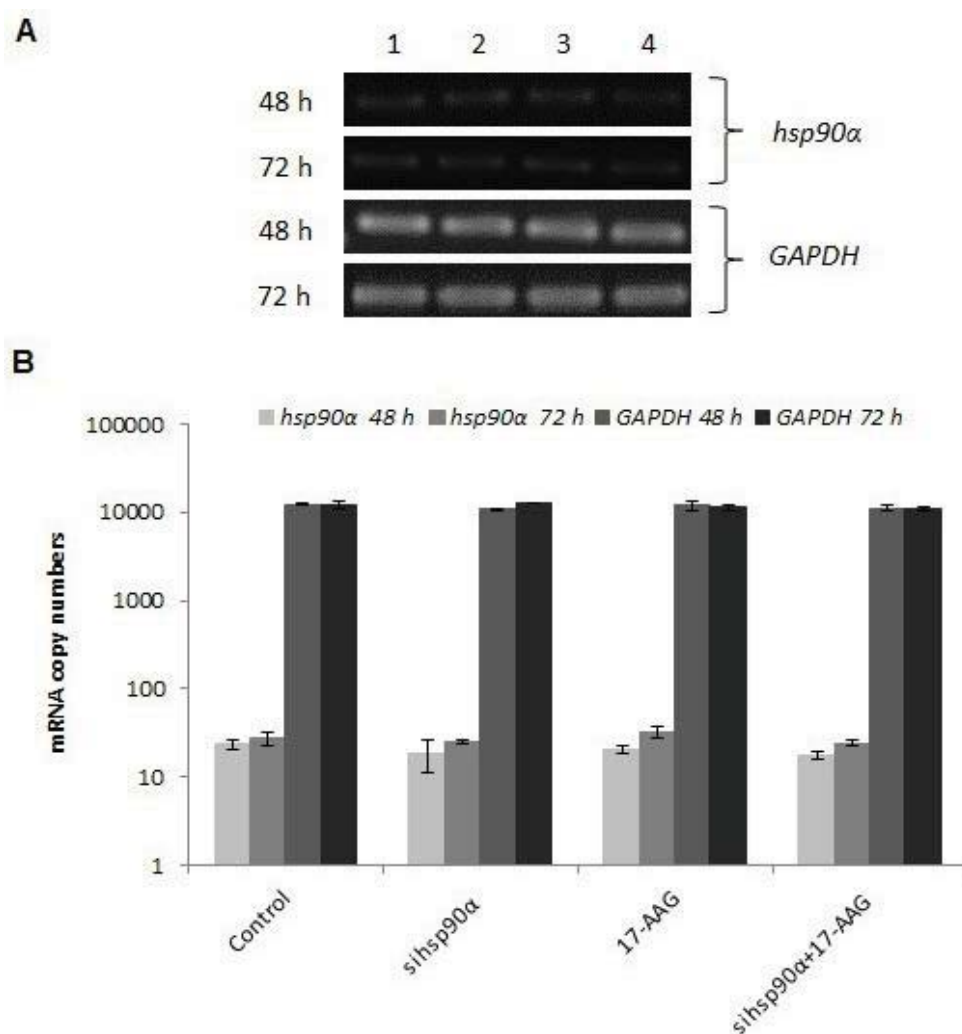 A
1 2 3 4
48 h
hsp90α
72 h
48 h
GAPDH
72 h
B
hsp90α 48 h hsp90α 72 h GAPDH 48 h GAPDH 72 h
100000
10000
1000
100
10
1
mRNA copy numbers
Control
sihsp90α
17-AAG
sihsp90α+17-AAG